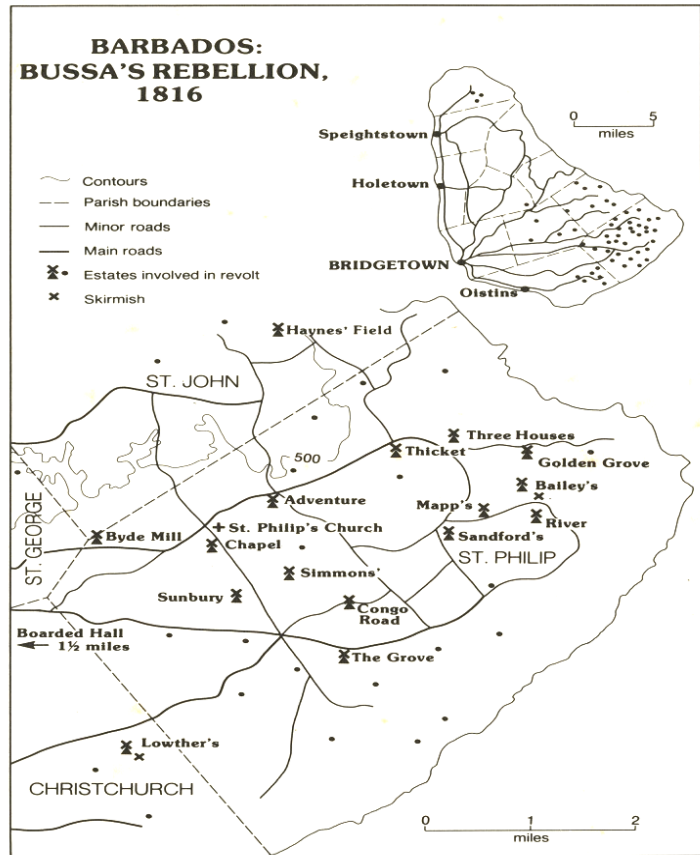 BARBADOS:
BUSSA'S REBELLION,
1816
Contours
Parish boundaries
Minor roads
Main roads
Estates involved in revolt
Skirmish
0 5
miles
Speightstown
Holetown
BRIDGETOWN
Oistins
Haynes' Field
ST. JOHN
500
Three Houses
Thicket
Golden Grove
Bailey's
Adventure
Mapp's
River
St. Philip's Church
Byde Mill
Chapel
Sandford's
ST. PHILIP
ST. GEORGE
Simmons'
Sunbury
Congo
Road
Boarded Hall
1½ miles
The Grove
Lowther's
CHRISTCHURCH
0 1 2
miles